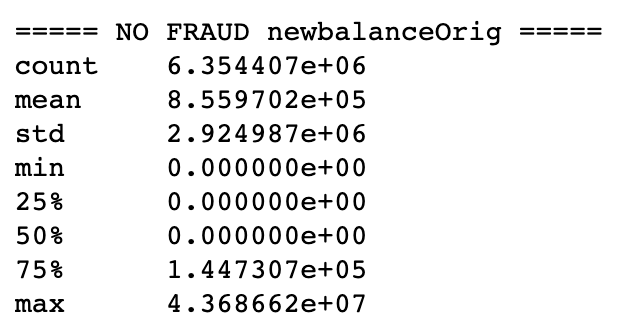 ===== NO FRAUD newbalanceOrig =====
count 6.354407e+06
mean 8.559702e+05
std 2.924987e+06
min 0.000000e+00
25% 0.000000e+00
50% 0.000000e+00
75% 1.447307e+05
max 4.368662e+07